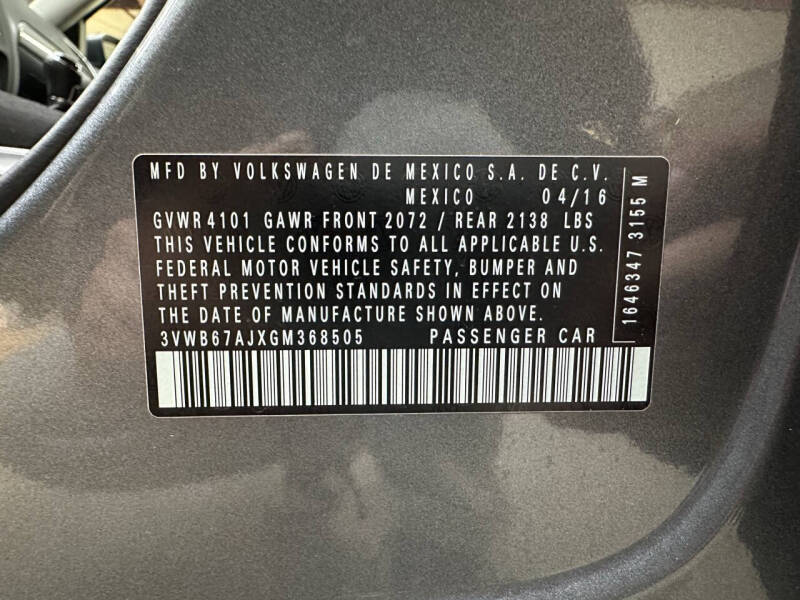 MFD BY VOLKSWAGEN DE MEXICO S.A. DE C.V.
MEXICO 04/16
GVWR 4101 GAWR FRONT 2072 / REAR 2138 LBS
THIS VEHICLE CONFORMS TO ALL APPLICABLE U.S.
FEDERAL MOTOR VEHICLE SAFETY, BUMPER AND
THEFT PREVENTION STANDARDS IN EFFECT ON
THE DATE OF MANUFACTURE SHOWN ABOVE.
3VWB67AJXGM368505 PASSENGER CAR
1646347 3155 M